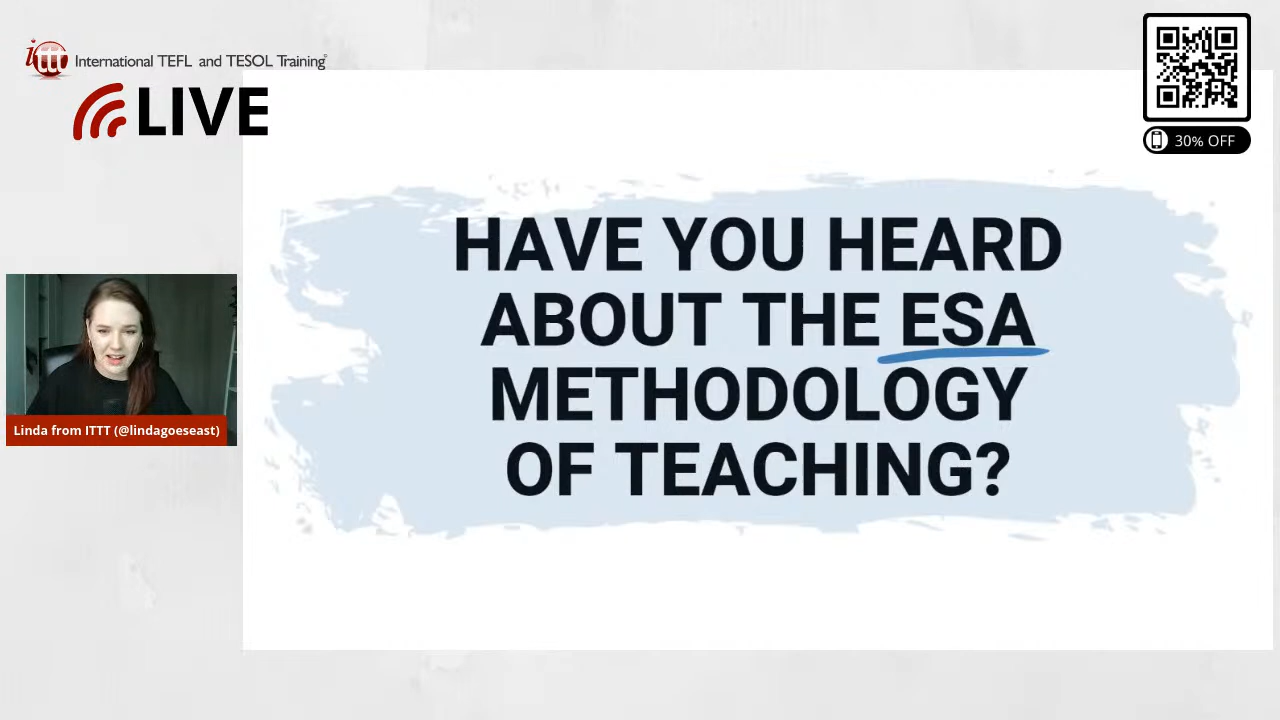 ittt International TEFL and TESOL Training
LIVE
30% OFF
HAVE YOU HEARD
ABOUT THE ESA
METHODOLOGY
OF TEACHING?
Linda from ITTT (@lindagoeseast)